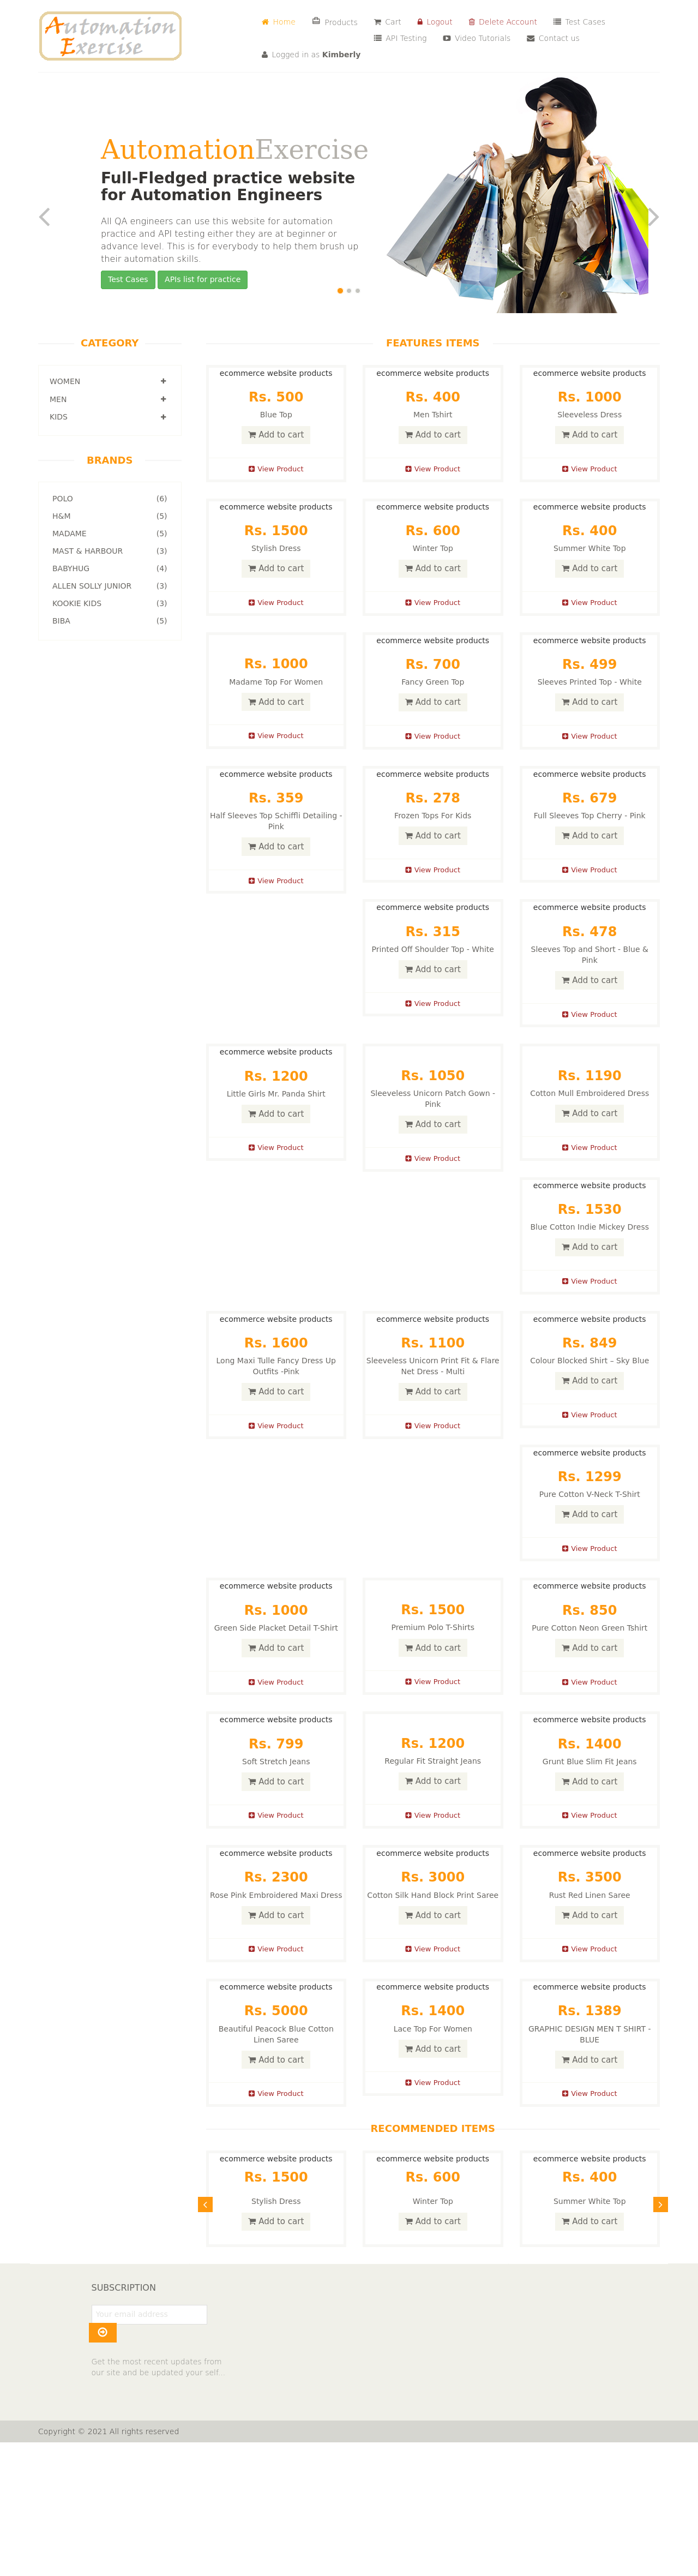 Automation
Exercise
Home
Products
Cart
Logout
Delete Account
Test Cases
API Testing
Video Tutorials
Contact us
Logged in as Kimberly
AutomationExercise
Full-Fledged practice website
for Automation Engineers
All QA engineers can use this website for automation
practice and API testing either they are at beginner or
advance level. This is for everybody to help them brush up
their automation skills.
Test Cases
APIs list for practice
CATEGORY
WOMEN
MEN
KIDS
BRANDS
POLO (6)
H&M (5)
MADAME (5)
MAST & HARBOUR (3)
BABYHUG (4)
ALLEN SOLLY JUNIOR (3)
KOOKIE KIDS (3)
BIBA (5)
FEATURES ITEMS
ecommerce website products
Rs. 500
Blue Top
Add to cart
View Product
ecommerce website products
Rs. 400
Men Tshirt
Add to cart
View Product
ecommerce website products
Rs. 1000
Sleeveless Dress
Add to cart
View Product
ecommerce website products
Rs. 1500
Stylish Dress
Add to cart
View Product
ecommerce website products
Rs. 600
Winter Top
Add to cart
View Product
ecommerce website products
Rs. 400
Summer White Top
Add to cart
View Product
Rs. 1000
Madame Top For Women
Add to cart
View Product
ecommerce website products
Rs. 700
Fancy Green Top
Add to cart
View Product
ecommerce website products
Rs. 499
Sleeves Printed Top - White
Add to cart
View Product
ecommerce website products
Rs. 359
Half Sleeves Top Schiffli Detailing -
Pink
Add to cart
View Product
ecommerce website products
Rs. 278
Frozen Tops For Kids
Add to cart
View Product
ecommerce website products
Rs. 679
Full Sleeves Top Cherry - Pink
Add to cart
View Product
ecommerce website products
Rs. 315
Printed Off Shoulder Top - White
Add to cart
View Product
ecommerce website products
Rs. 478
Sleeves Top and Short - Blue &
Pink
Add to cart
View Product
ecommerce website products
Rs. 1200
Little Girls Mr. Panda Shirt
Add to cart
View Product
Rs. 1050
Sleeveless Unicorn Patch Gown -
Pink
Add to cart
View Product
Rs. 1190
Cotton Mull Embroidered Dress
Add to cart
View Product
ecommerce website products
Rs. 1530
Blue Cotton Indie Mickey Dress
Add to cart
View Product
ecommerce website products
Rs. 1600
Long Maxi Tulle Fancy Dress Up
Outfits -Pink
Add to cart
View Product
ecommerce website products
Rs. 1100
Sleeveless Unicorn Print Fit & Flare
Net Dress - Multi
Add to cart
View Product
ecommerce website products
Rs. 849
Colour Blocked Shirt – Sky Blue
Add to cart
View Product
ecommerce website products
Rs. 1299
Pure Cotton V-Neck T-Shirt
Add to cart
View Product
ecommerce website products
Rs. 1000
Green Side Placket Detail T-Shirt
Add to cart
View Product
Rs. 1500
Premium Polo T-Shirts
Add to cart
View Product
ecommerce website products
Rs. 850
Pure Cotton Neon Green Tshirt
Add to cart
View Product
ecommerce website products
Rs. 799
Soft Stretch Jeans
Add to cart
View Product
Rs. 1200
Regular Fit Straight Jeans
Add to cart
View Product
ecommerce website products
Rs. 1400
Grunt Blue Slim Fit Jeans
Add to cart
View Product
ecommerce website products
Rs. 2300
Rose Pink Embroidered Maxi Dress
Add to cart
View Product
ecommerce website products
Rs. 3000
Cotton Silk Hand Block Print Saree
Add to cart
View Product
ecommerce website products
Rs. 3500
Rust Red Linen Saree
Add to cart
View Product
ecommerce website products
Rs. 5000
Beautiful Peacock Blue Cotton
Linen Saree
Add to cart
View Product
ecommerce website products
Rs. 1400
Lace Top For Women
Add to cart
View Product
ecommerce website products
Rs. 1389
GRAPHIC DESIGN MEN T SHIRT -
BLUE
Add to cart
View Product
RECOMMENDED ITEMS
ecommerce website products
Rs. 1500
Stylish Dress
Add to cart
ecommerce website products
Rs. 600
Winter Top
Add to cart
ecommerce website products
Rs. 400
Summer White Top
Add to cart
SUBSCRIPTION
Your email address
Get the most recent updates from
our site and be updated your self..
Copyright © 2021 All rights reserved